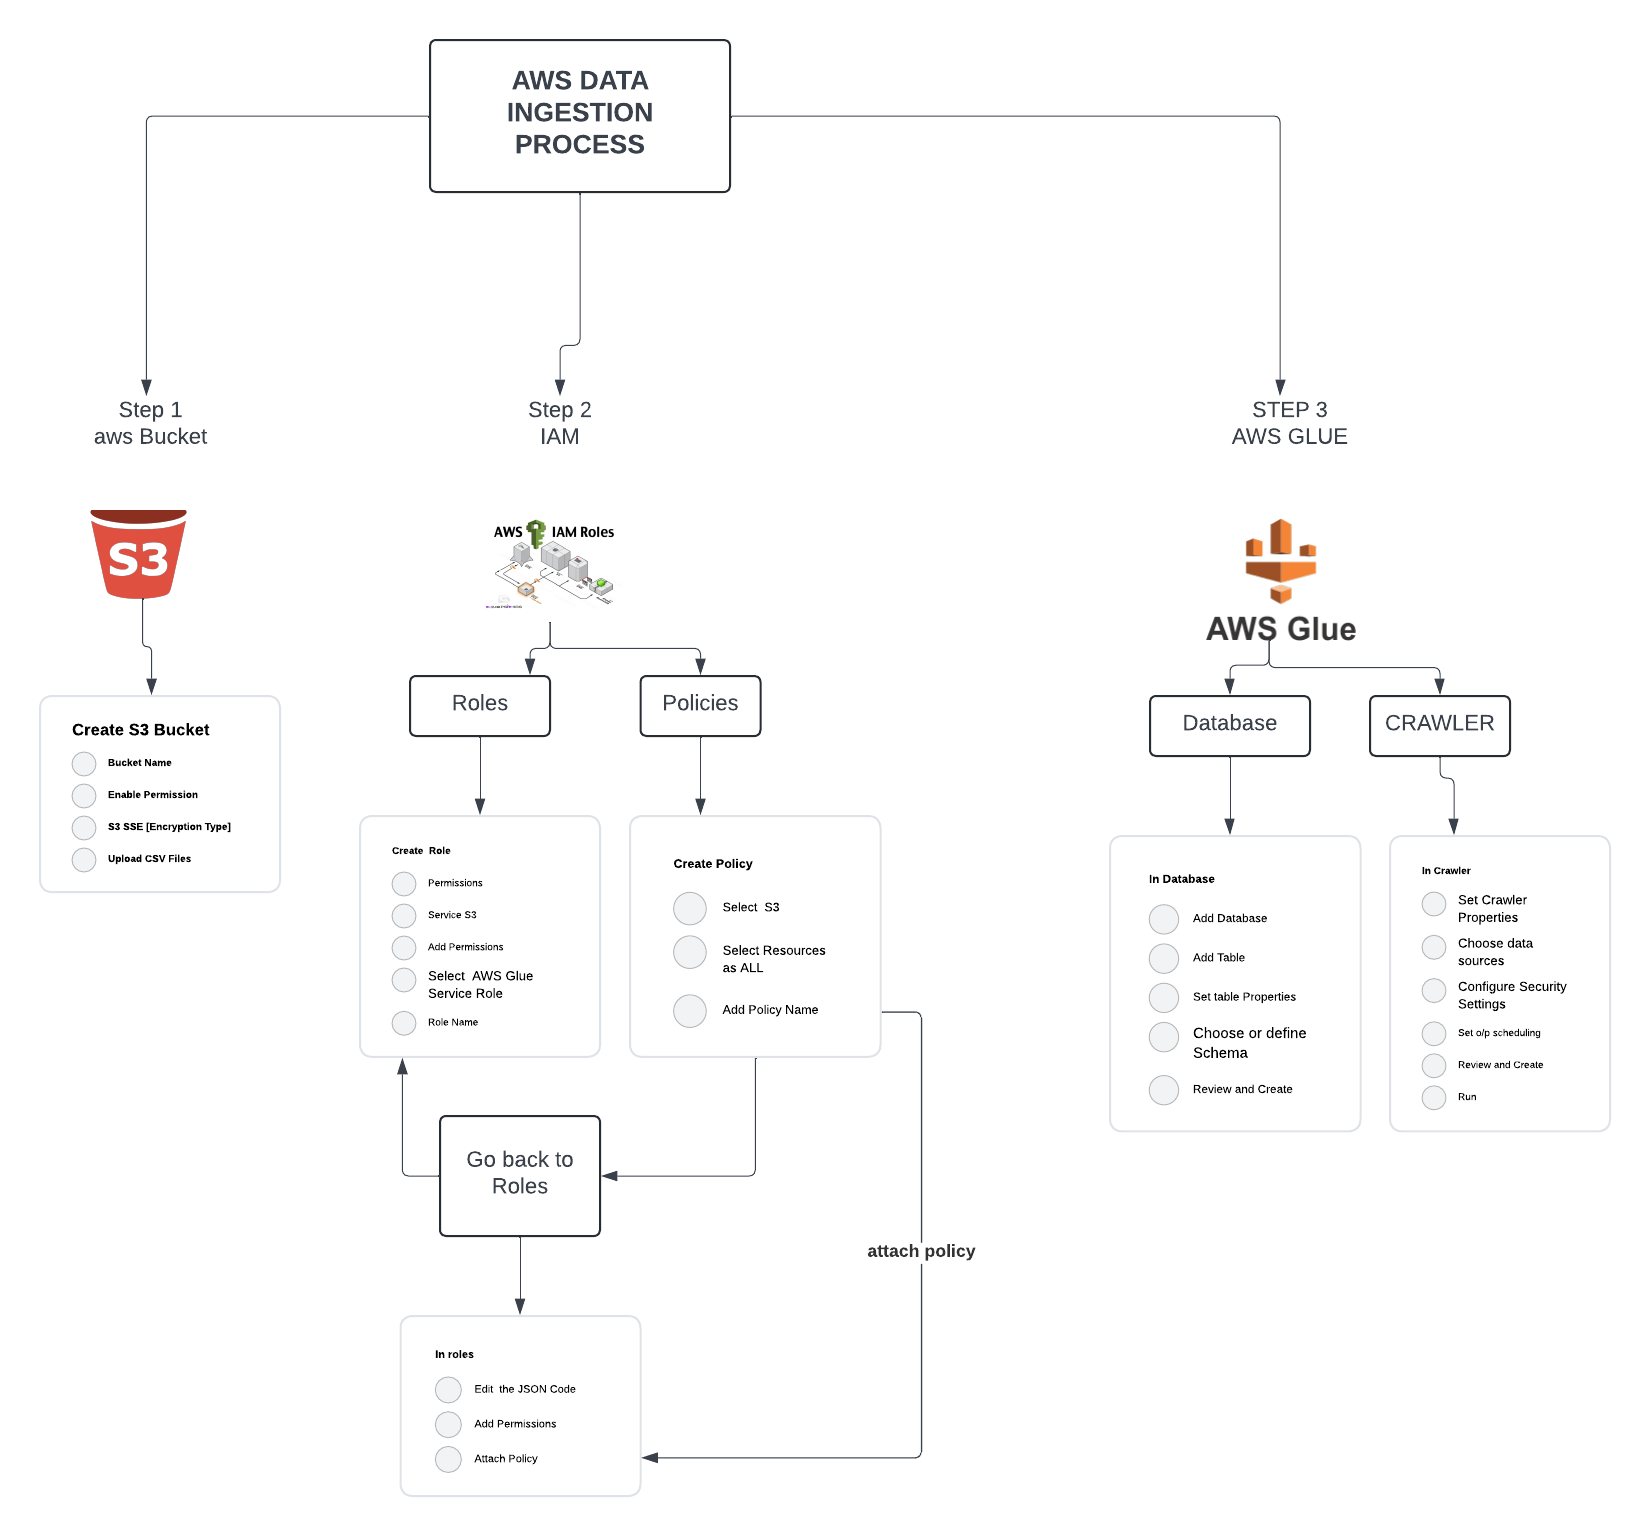 AWS DATA
INGESTION
PROCESS
Step 1
aws Bucket
Step 2
IAM
STEP 3
AWS GLUE
S3
AWS IAM Roles
AWS Glue
Roles
Policies
Database
CRAWLER
Create S3 Bucket
Bucket Name
Enable Permission
S3 SSE [Encryption Type]
Upload CSV Files
Create  Role
Permissions
Service S3
Add Permissions
Select  AWS Glue
Service Role
Role Name
Create Policy
Select  S3
Select Resources
as ALL
Add Policy Name
In Database
Add Database
Add Table
Set table Properties
Choose or define
Schema
Review and Create
In Crawler
Set Crawler
Properties
Choose data
sources
Configure Security
Settings
Set o/p scheduling
Review and Create
Run
Go back to
Roles
attach policy
In roles
Edit  the JSON Code
Add Permissions
Attach Policy